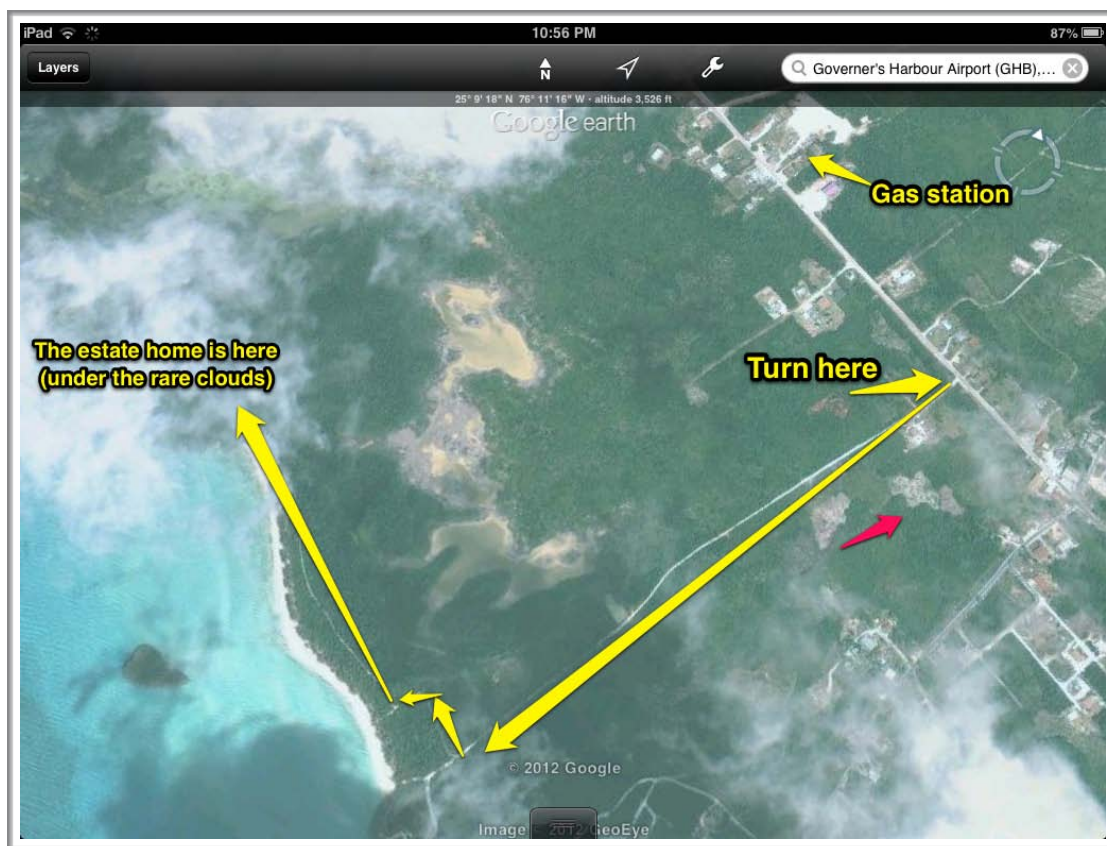 iPad 10:56 PM 87%
Layers N Governer's Harbour Airport (GHB),...
25° 9' 18" N 76° 11' 16" W - altitude 3,526 ft
Google earth
Gas station
The estate home is here
(under the rare clouds)
Turn here
© 2012 Google
Image © 2012 GeoEye